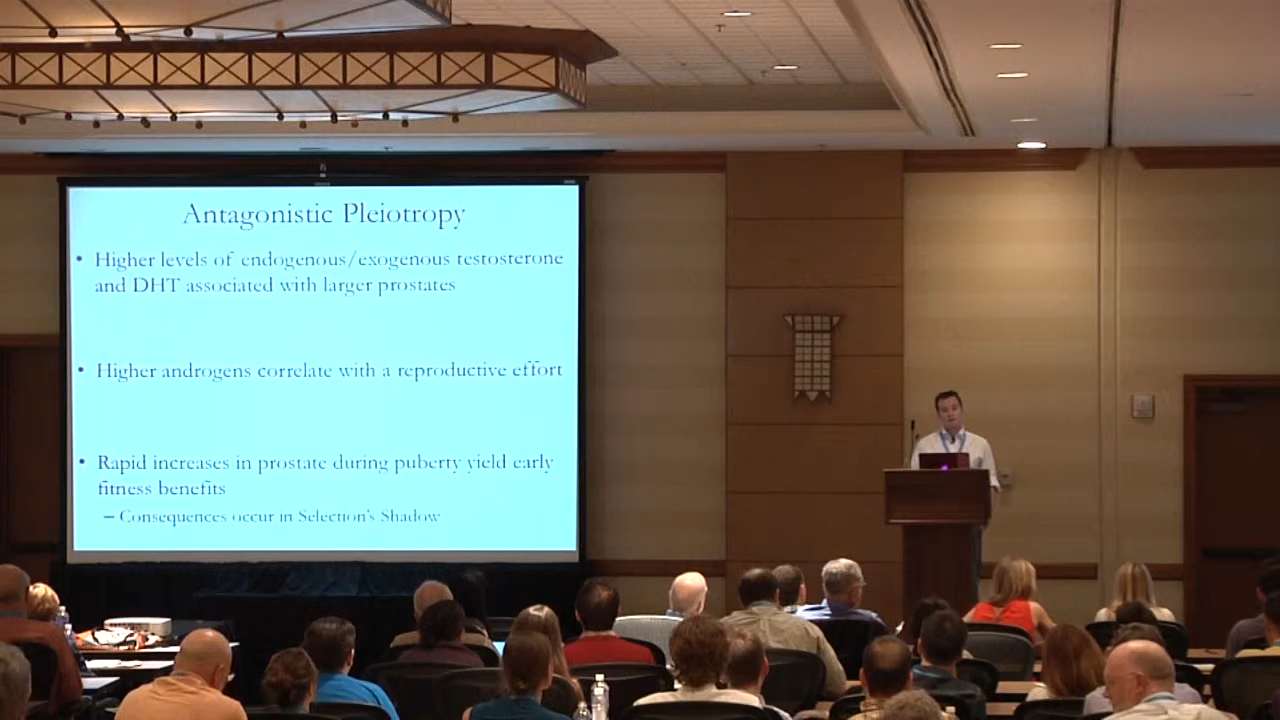 Antagonistic Pleiotropy
• Higher levels of endogenous/exogenous testosterone
and DHT associated with larger prostates
• Higher androgens correlate with a reproductive effort
• Rapid increases in prostate during puberty yield early
fitness benefits
– Consequences occur in Selection's Shadow